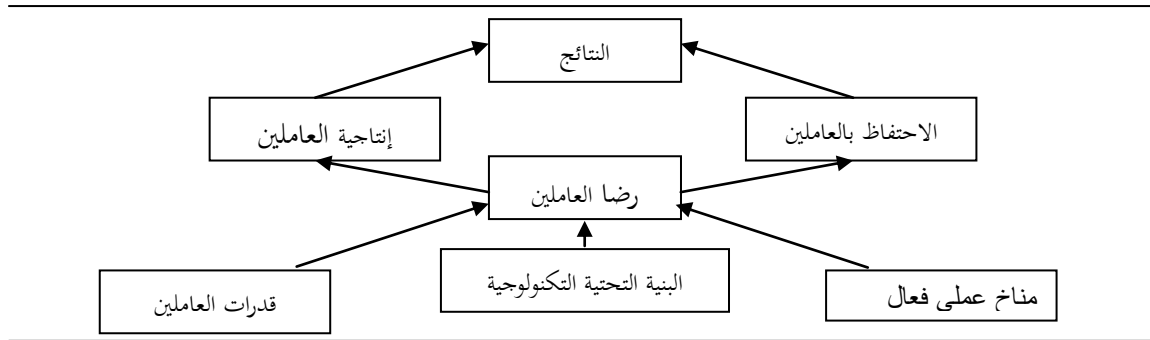 النتائج
الاحتفاظ بالعاملين
إنتاجية العاملين
رضا العاملين
مناخ عملي فعال
البنية التحتية التكنولوجية
قدرات العاملين